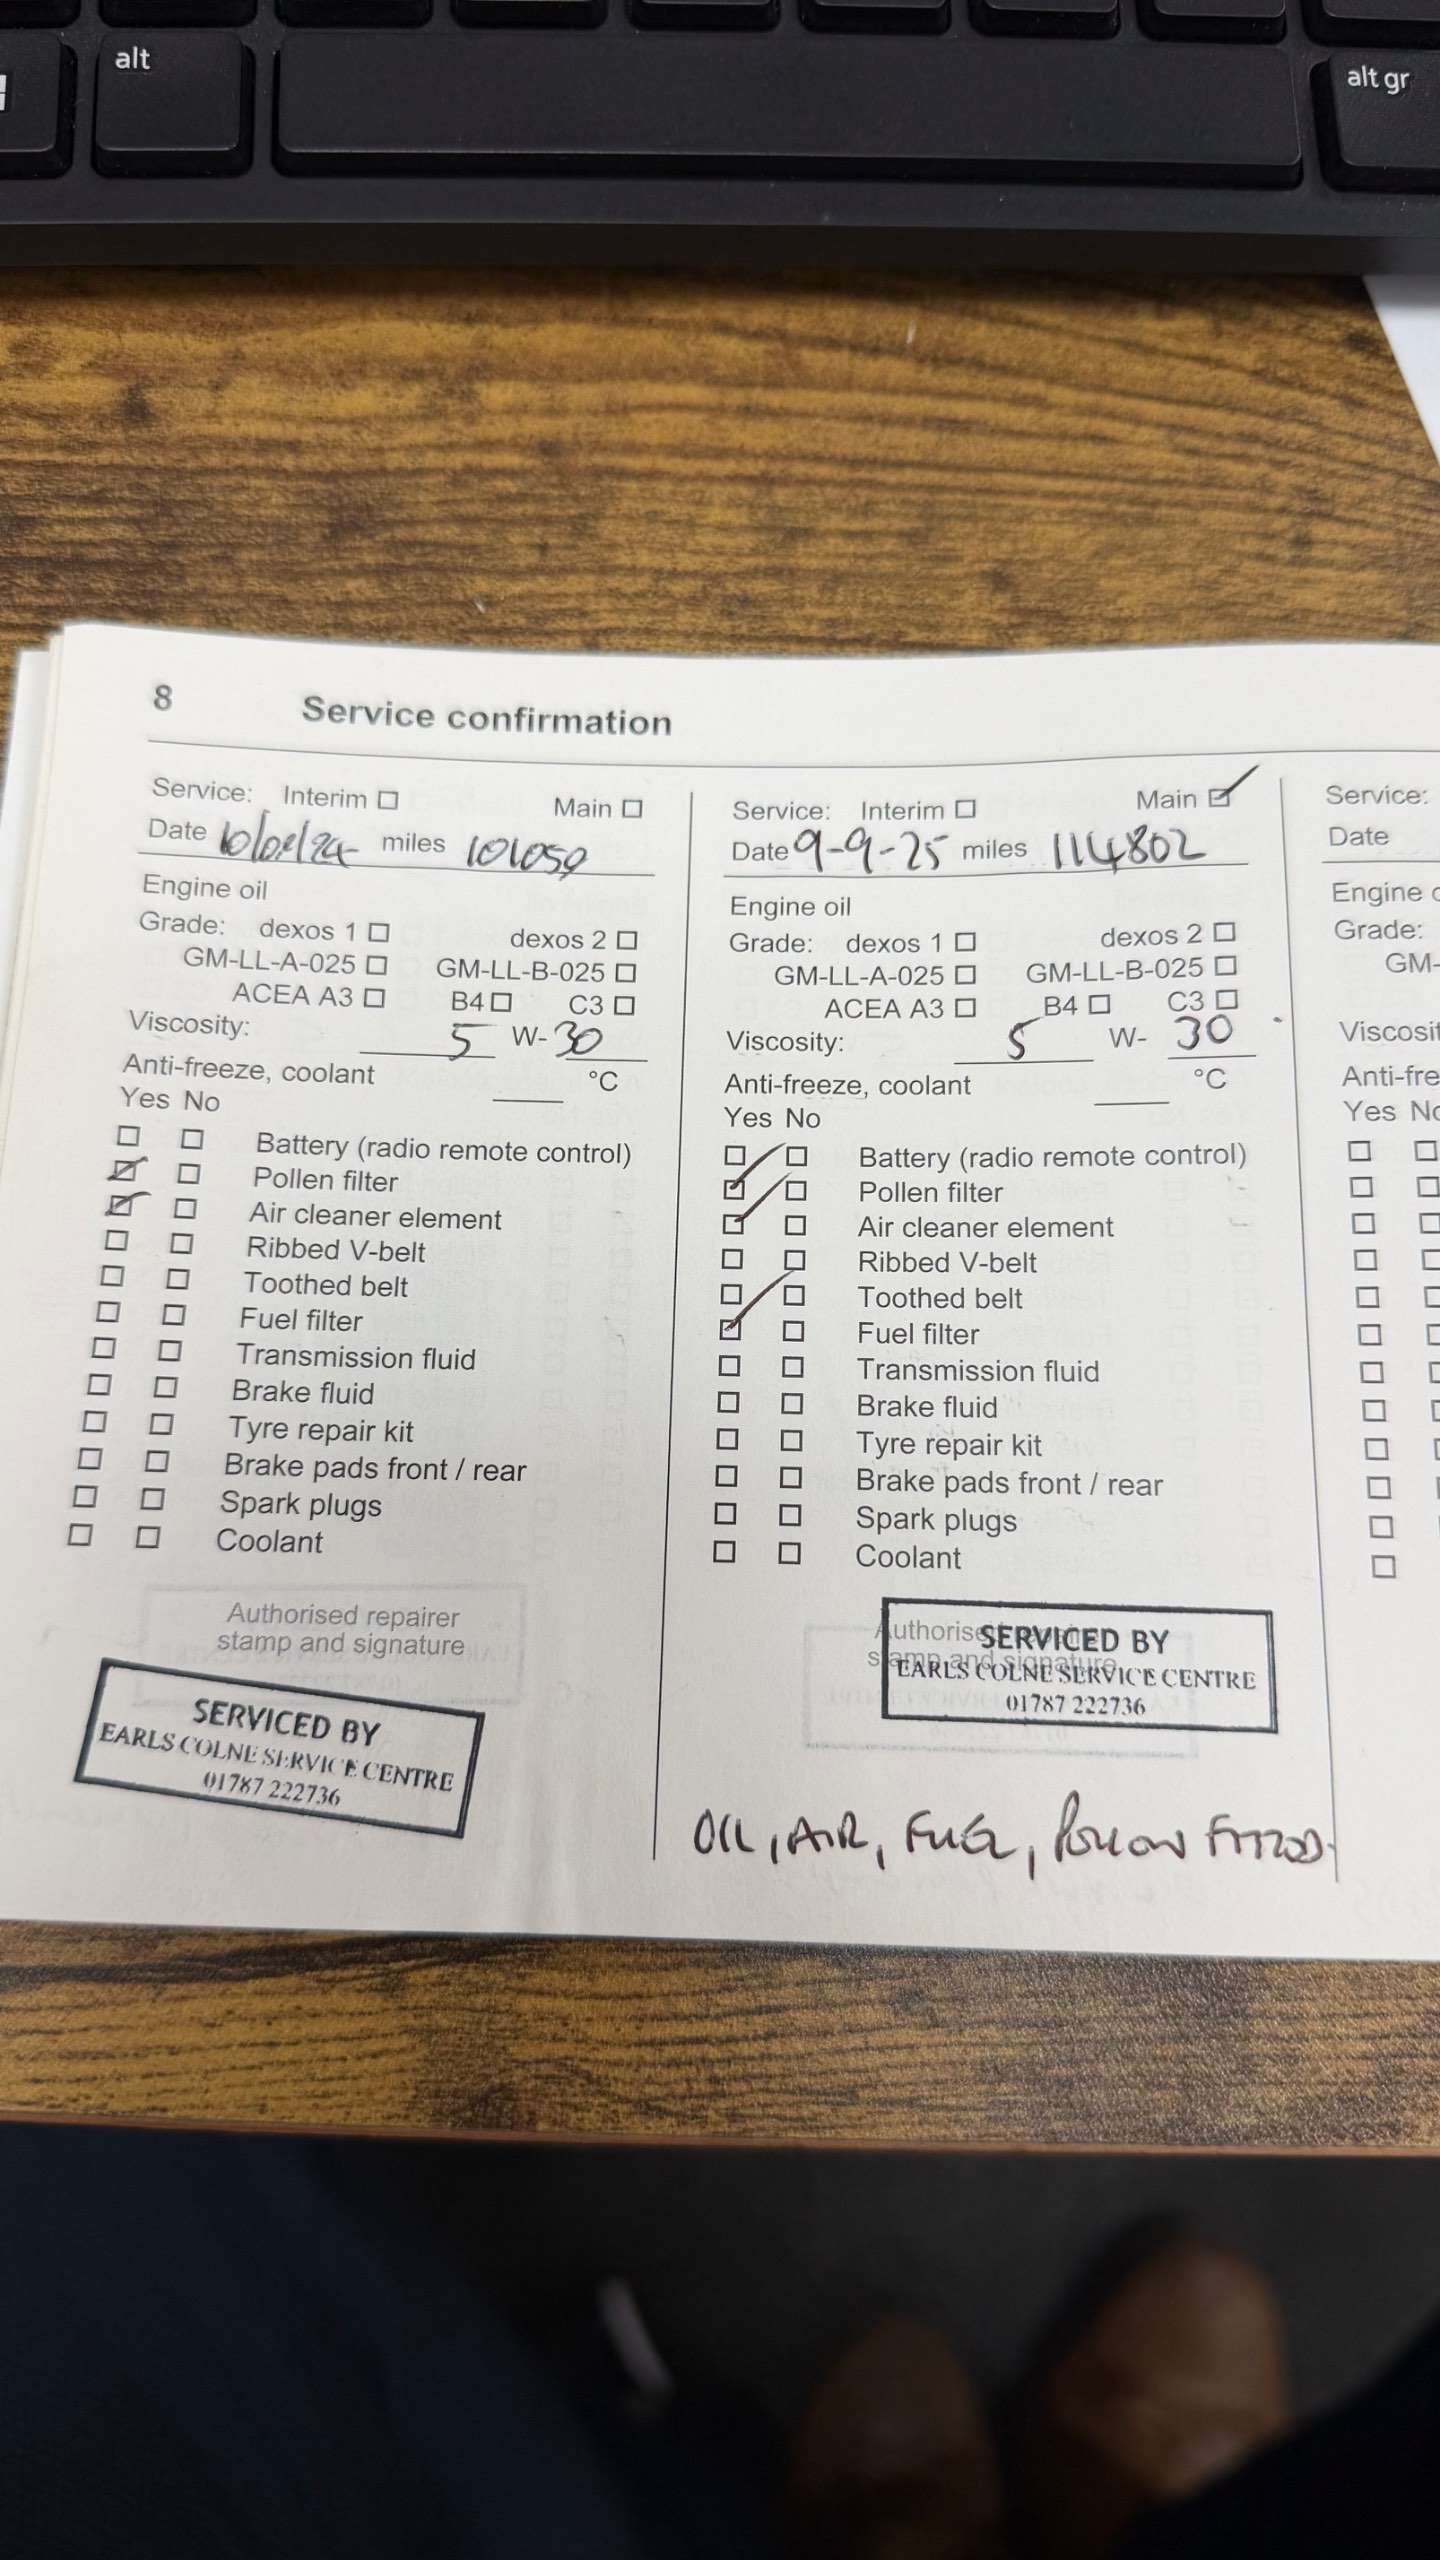 alt
alt gr
8 Service confirmation
Service: Interim Main
Date miles 101059
Engine oil
Grade: dexos 1 dexos 2
GM-LL-A-025 GM-LL-B-025
ACEA A3 B4 C3
Viscosity: 5 W-30
Anti-freeze, coolant °C
Yes No
Battery (radio remote control)
Pollen filter
Air cleaner element
Ribbed V-belt
Toothed belt
Fuel filter
Transmission fluid
Brake fluid
Tyre repair kit
Brake pads front / rear
Spark plugs
Coolant
Authorised repairer
stamp and signature
SERVICED BY
EARLS COLNE SERVICE CENTRE
01787 222736
Service: Interim Main
Date 9-9-25 miles 114802
Engine oil
Grade: dexos 1 dexos 2
GM-LL-A-025 GM-LL-B-025
ACEA A3 B4 C3
Viscosity: 5 W- 30
Anti-freeze, coolant °C
Yes No
Battery (radio remote control)
Pollen filter
Air cleaner element
Ribbed V-belt
Toothed belt
Fuel filter
Transmission fluid
Brake fluid
Tyre repair kit
Brake pads front / rear
Spark plugs
Coolant
Authorise
stamp and signature
SERVICED BY
EARLS COLNE SERVICE CENTRE
01787 222736
OIL, AIR, FUEL, POLLON FITTED.
Service:
Date
Engine o
Grade:
GM-
Viscosit
Anti-fre
Yes No